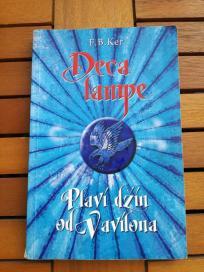 F. B. Ker
Deca
lampe
Plavi džin
od Vavilona